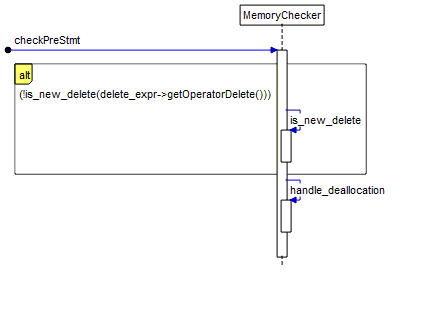 MemoryChecker
checkPreStmt
alt
(!is_new_delete(delete_expr->getOperatorDelete()))
is_new_delete
handle_deallocation